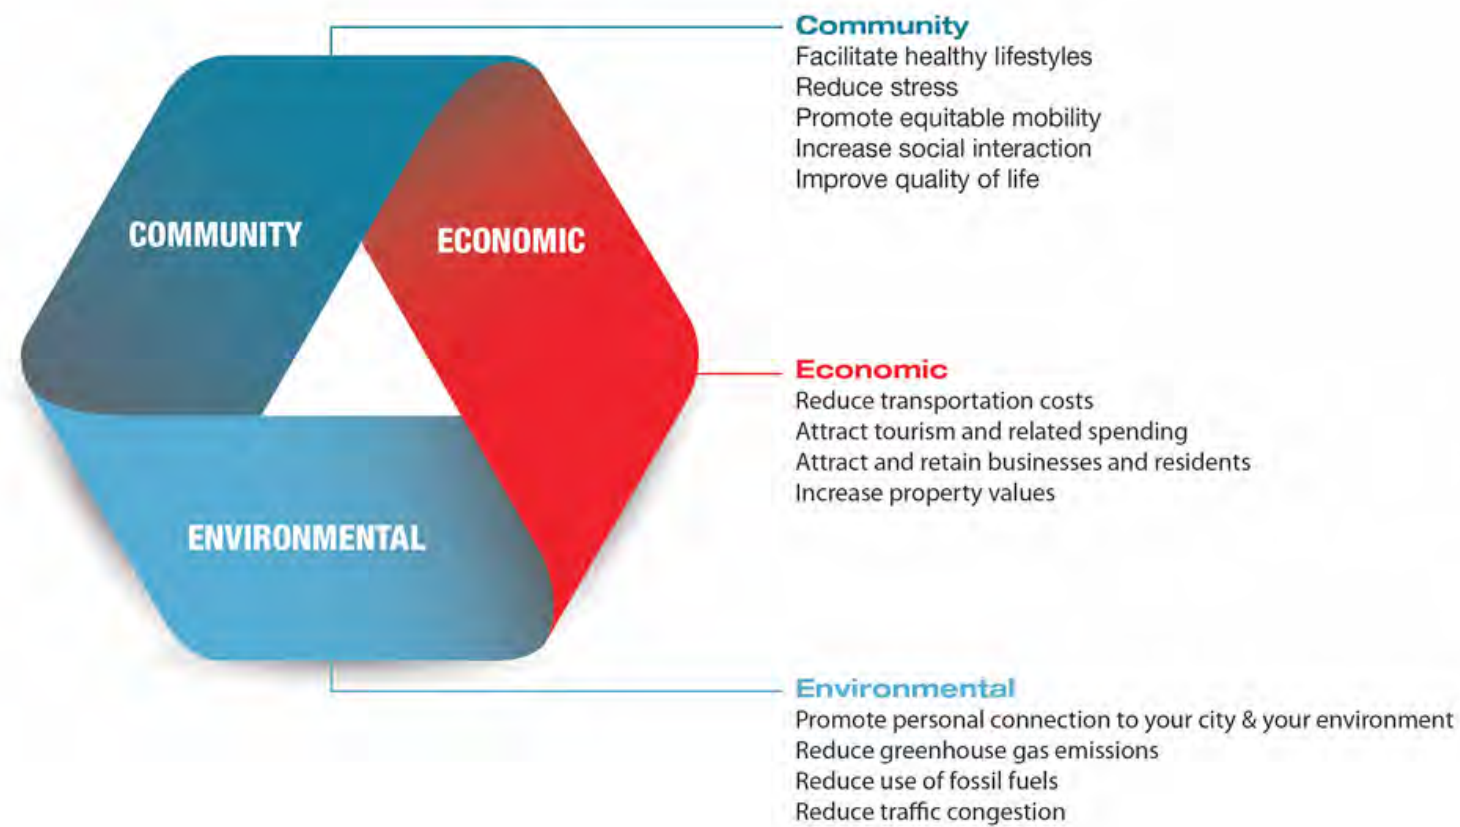 Community
Facilitate healthy lifestyles
Reduce stress
Promote equitable mobility
Increase social interaction
Improve quality of life
COMMUNITY
ECONOMIC
Economic
Reduce transportation costs
Attract tourism and related spending
Attract and retain businesses and residents
Increase property values
ENVIRONMENTAL
Environmental
Promote personal connection to your city & your environment
Reduce greenhouse gas emissions
Reduce use of fossil fuels
Reduce traffic congestion